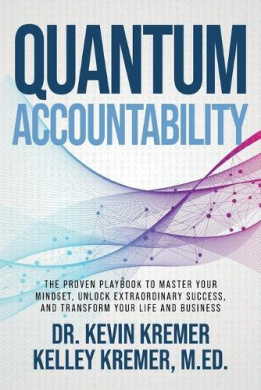 QUANTUM
ACCOUNTABILITY
THE PROVEN PLAYBOOK TO MASTER YOUR
MINDSET, UNLOCK EXTRAORDINARY SUCCESS,
AND TRANSFORM YOUR LIFE AND BUSINESS
DR. KEVIN KREMER
KELLEY KREMER, M.ED.